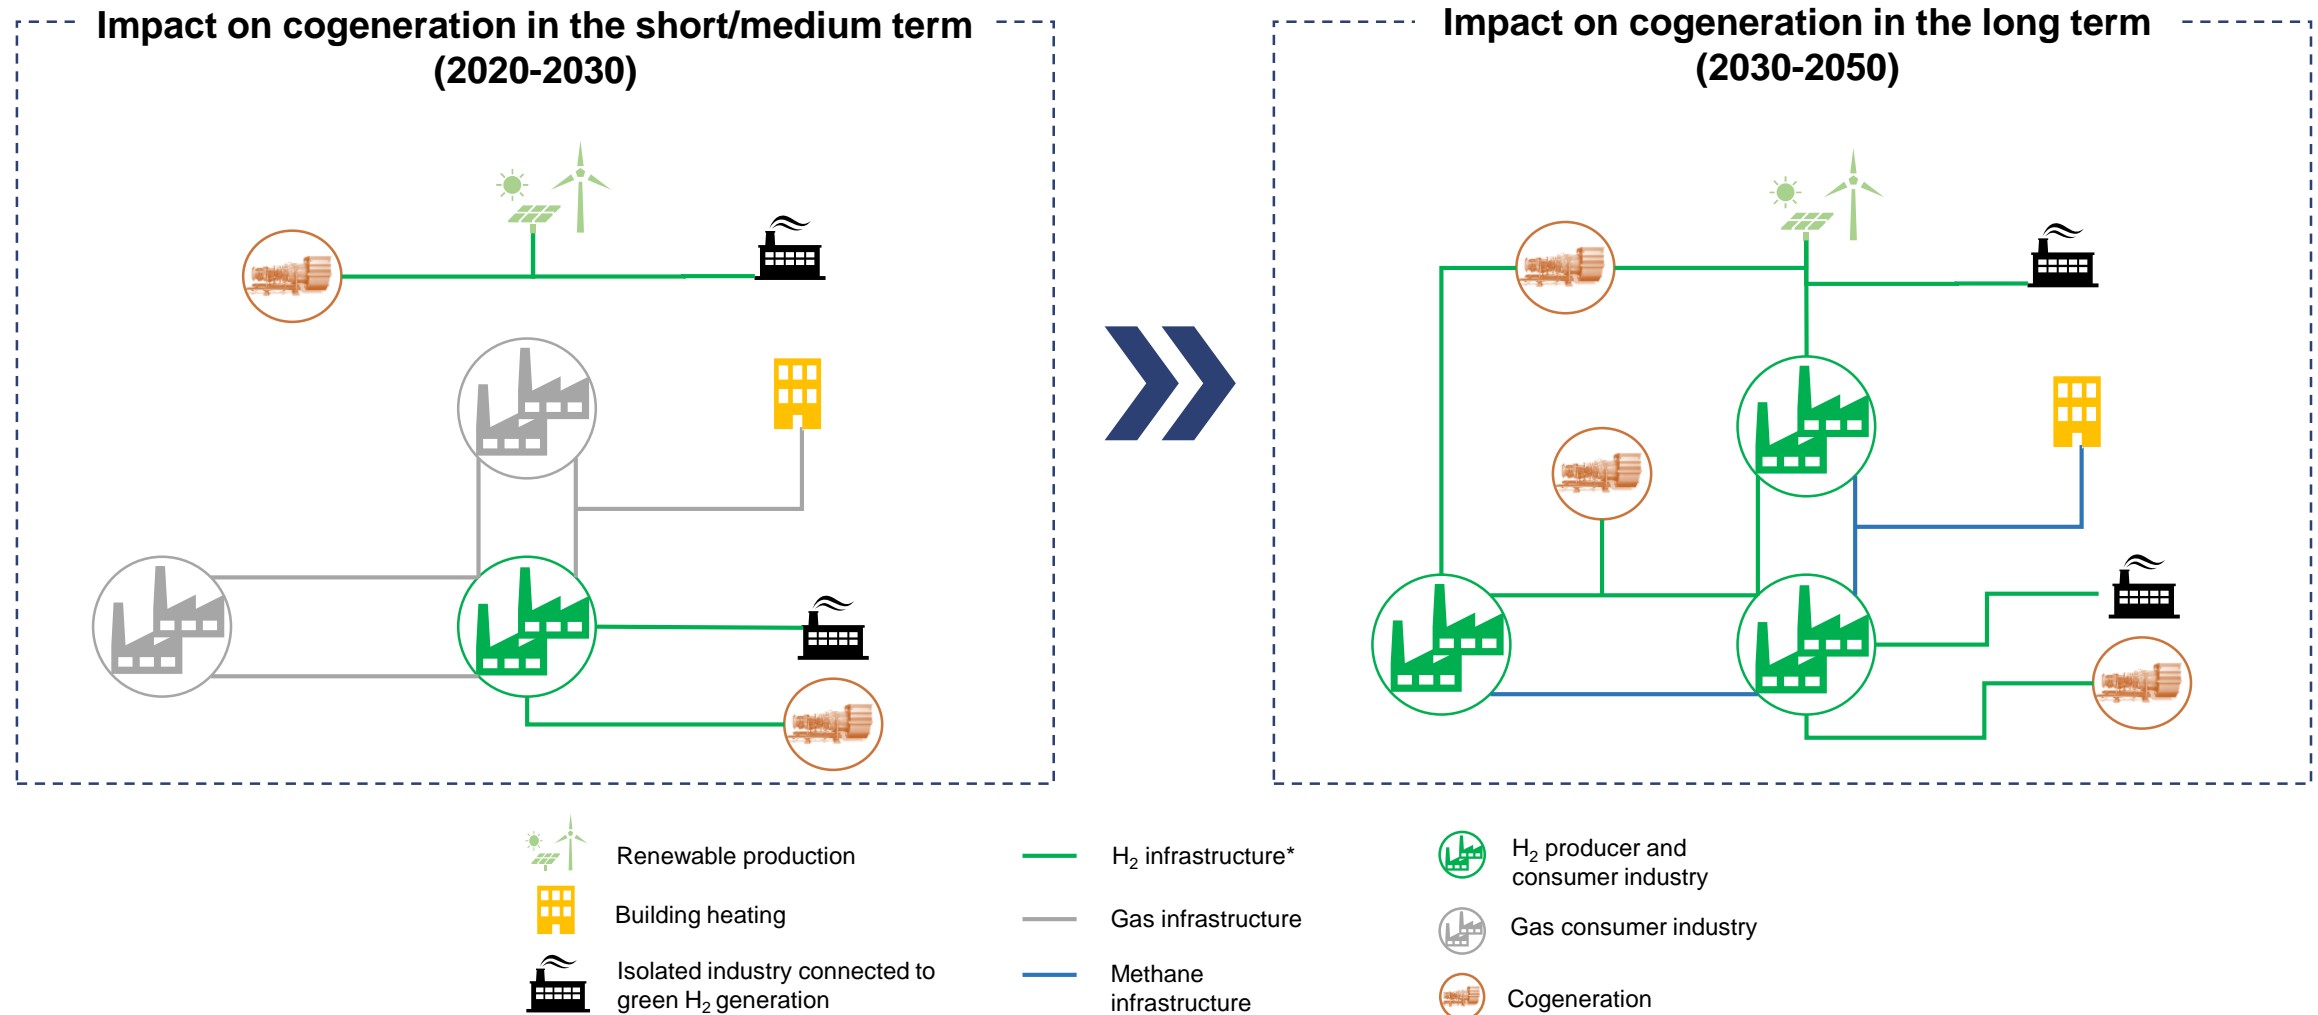 Impact on cogeneration in the short/medium term
(2020-2030)
Impact on cogeneration in the long term
(2030-2050)
Renewable production
Building heating
Isolated industry connected to
green H₂ generation
H₂ infrastructure*
Gas infrastructure
Methane
infrastructure
H₂ producer and
consumer industry
Gas consumer industry
Cogeneration